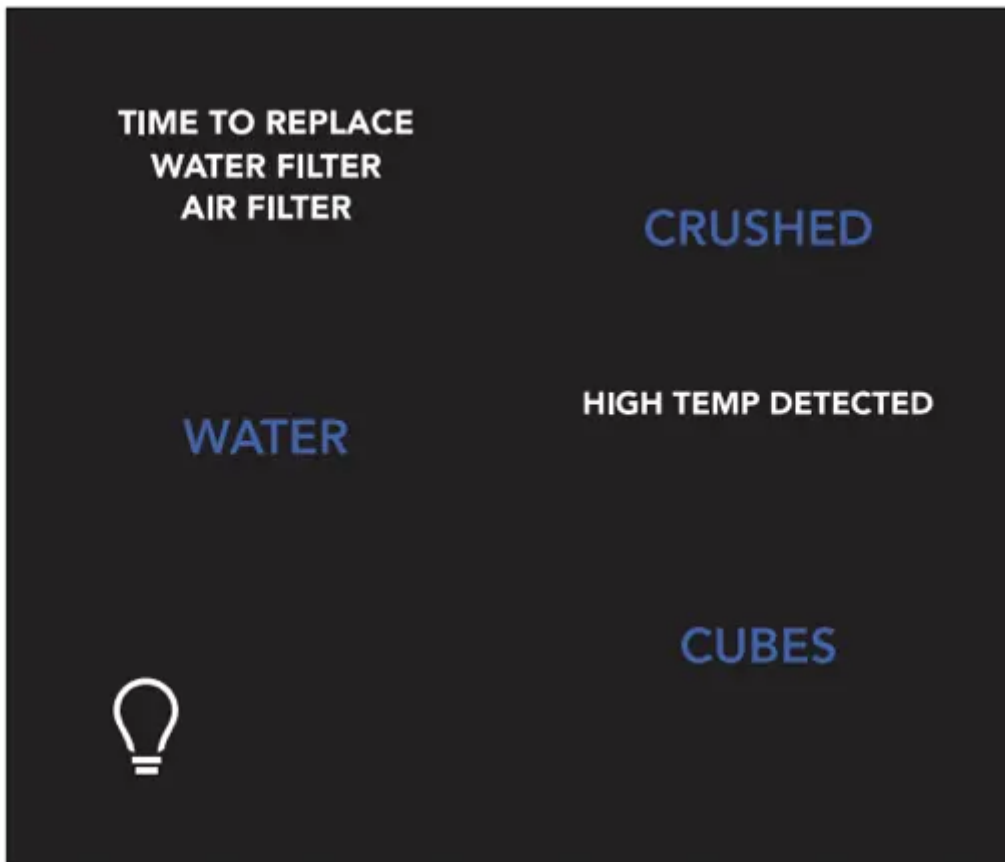 TIME TO REPLACE
WATER FILTER
AIR FILTER
CRUSHED
WATER
HIGH TEMP DETECTED
CUBES